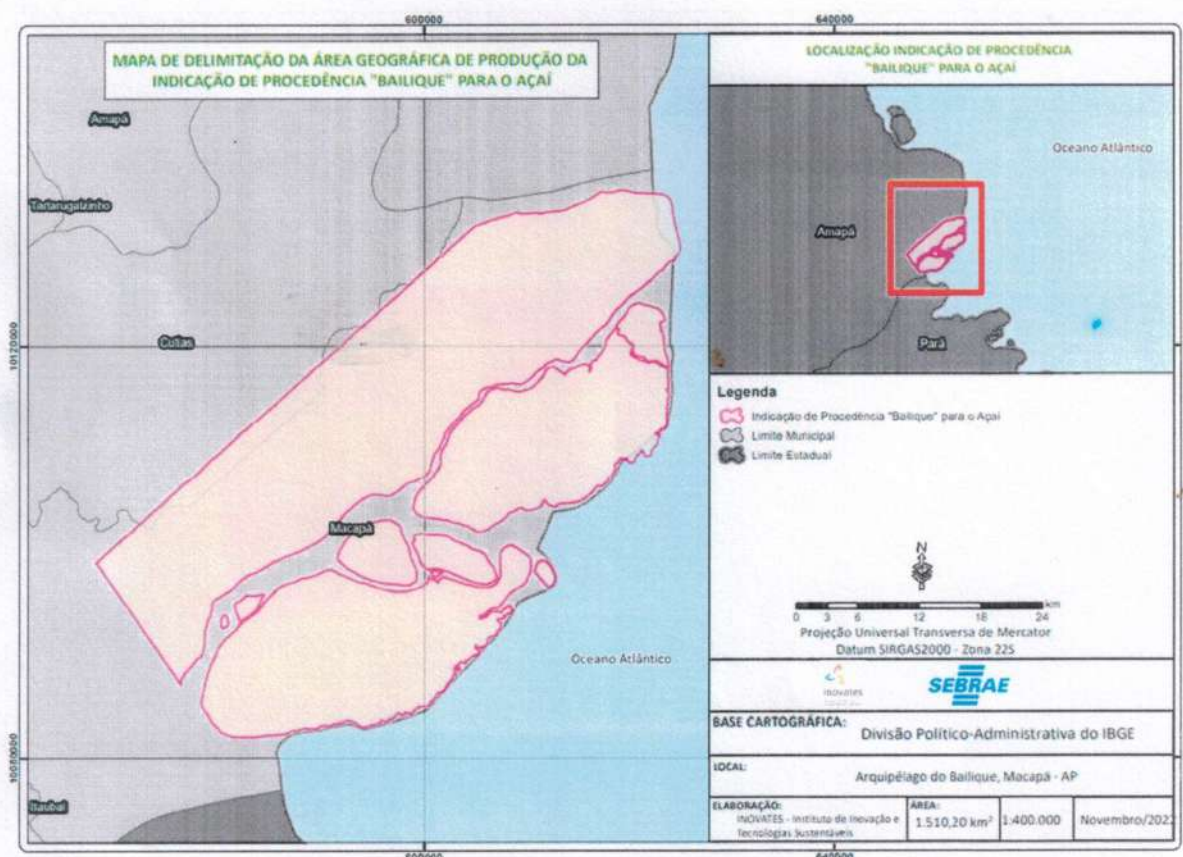 600000
640000
MAPA DE DELIMITAÇÃO DA ÁREA GEOGRÁFICA DE PRODUÇÃO DA
INDICAÇÃO DE PROCEDÊNCIA "BAILIQUE" PARA O AÇAÍ
Amapá
Tartarugalzinho
Cutias
10120000
Macapá
Oceano Atlântico
10080000
Itaubal
600000
640000
LOCALIZAÇÃO INDICAÇÃO DE PROCEDÊNCIA
"BAILIQUE" PARA O AÇAÍ
Oceano Atlântico
Amapá
Pará
Legenda
Indicação de Procedência "Bailique" para o Açaí
Limite Municipal
Limite Estadual
N
km
0 3 6 12 18 24
Projeção Universal Transversa de Mercator
Datum SIRGAS2000 - Zona 22S
inovates
SEBRAE
BASE CARTOGRÁFICA:
Divisão Político-Administrativa do IBGE
LOCAL:
Arquipélago do Bailique, Macapá - AP
ELABORAÇÃO:
INOVATES - Instituto de Inovação e
Tecnologias Sustentáveis
ÁREA:
1.510,20 km²
1:400.000